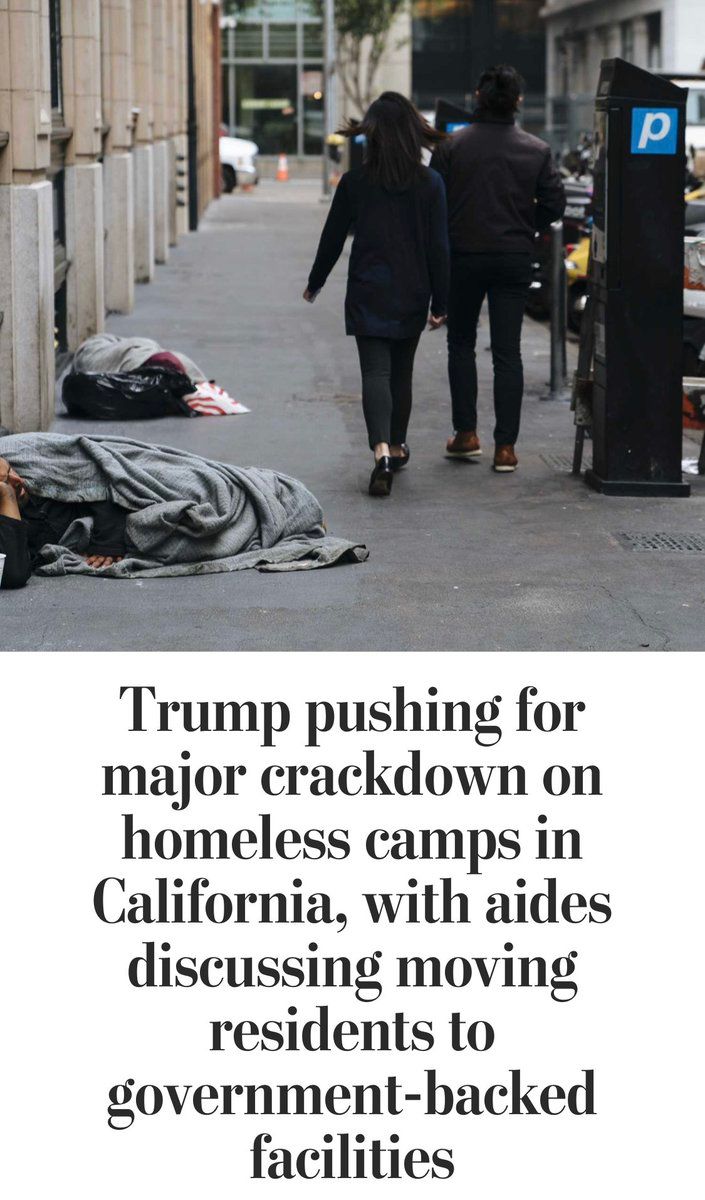 p
Trump pushing for
major crackdown on
homeless camps in
California, with aides
discussing moving
residents to
government-backed
facilities